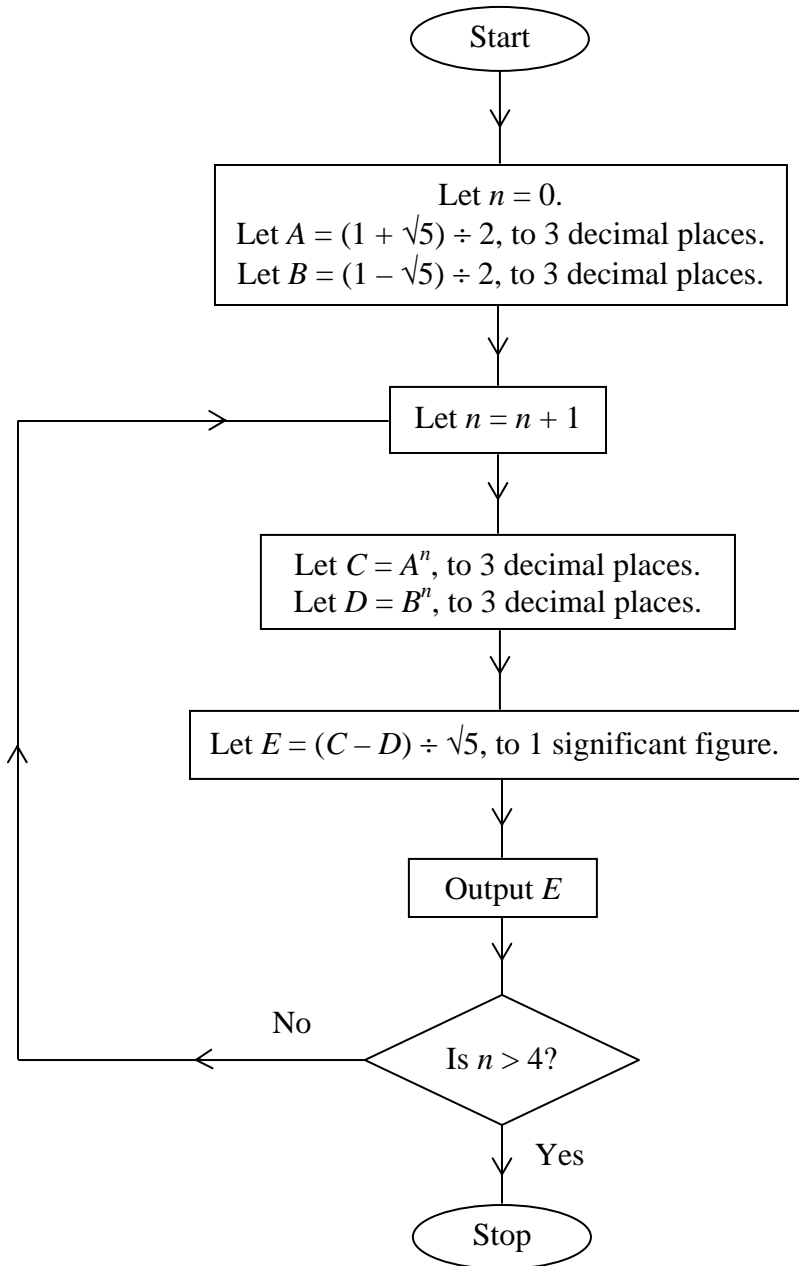 Start
Let n = 0.
Let A = (1 + √5) ÷ 2, to 3 decimal places.
Let B = (1 – √5) ÷ 2, to 3 decimal places.
Let n = n + 1
Let C = Aⁿ, to 3 decimal places.
Let D = Bⁿ, to 3 decimal places.
Let E = (C – D) ÷ √5, to 1 significant figure.
Output E
No
Is n > 4?
Yes
Stop